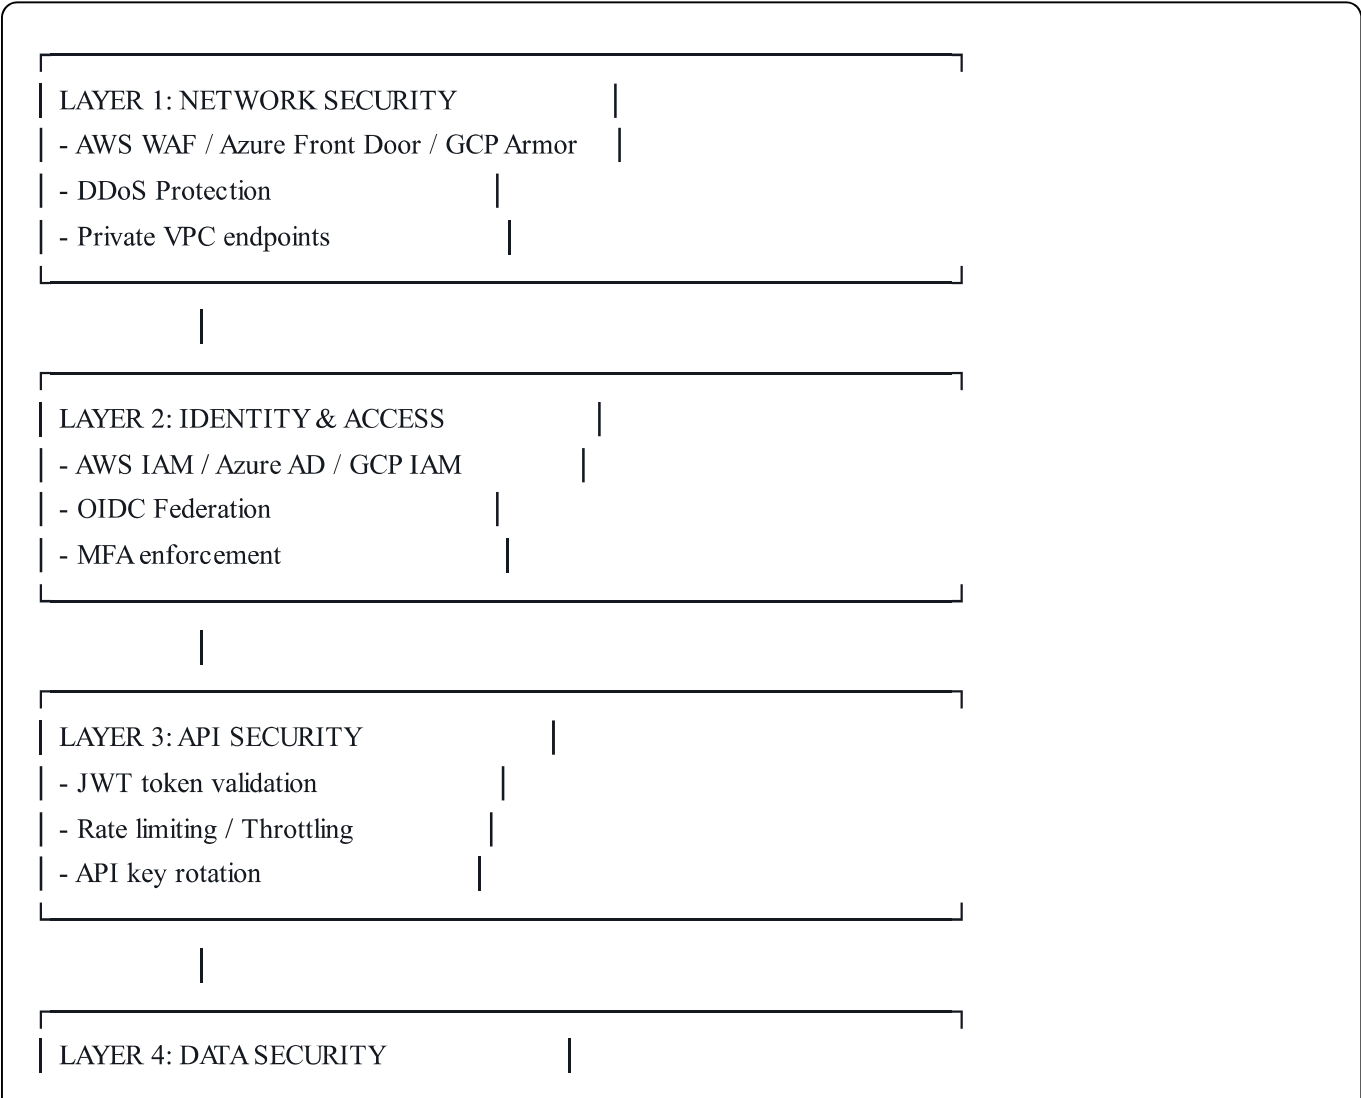 LAYER 1: NETWORK SECURITY
- AWS WAF / Azure Front Door / GCP Armor
- DDoS Protection
- Private VPC endpoints
LAYER 2: IDENTITY & ACCESS
- AWS IAM / Azure AD / GCP IAM
- OIDC Federation
- MFA enforcement
LAYER 3: API SECURITY
- JWT token validation
- Rate limiting / Throttling
- API key rotation
LAYER 4: DATA SECURITY